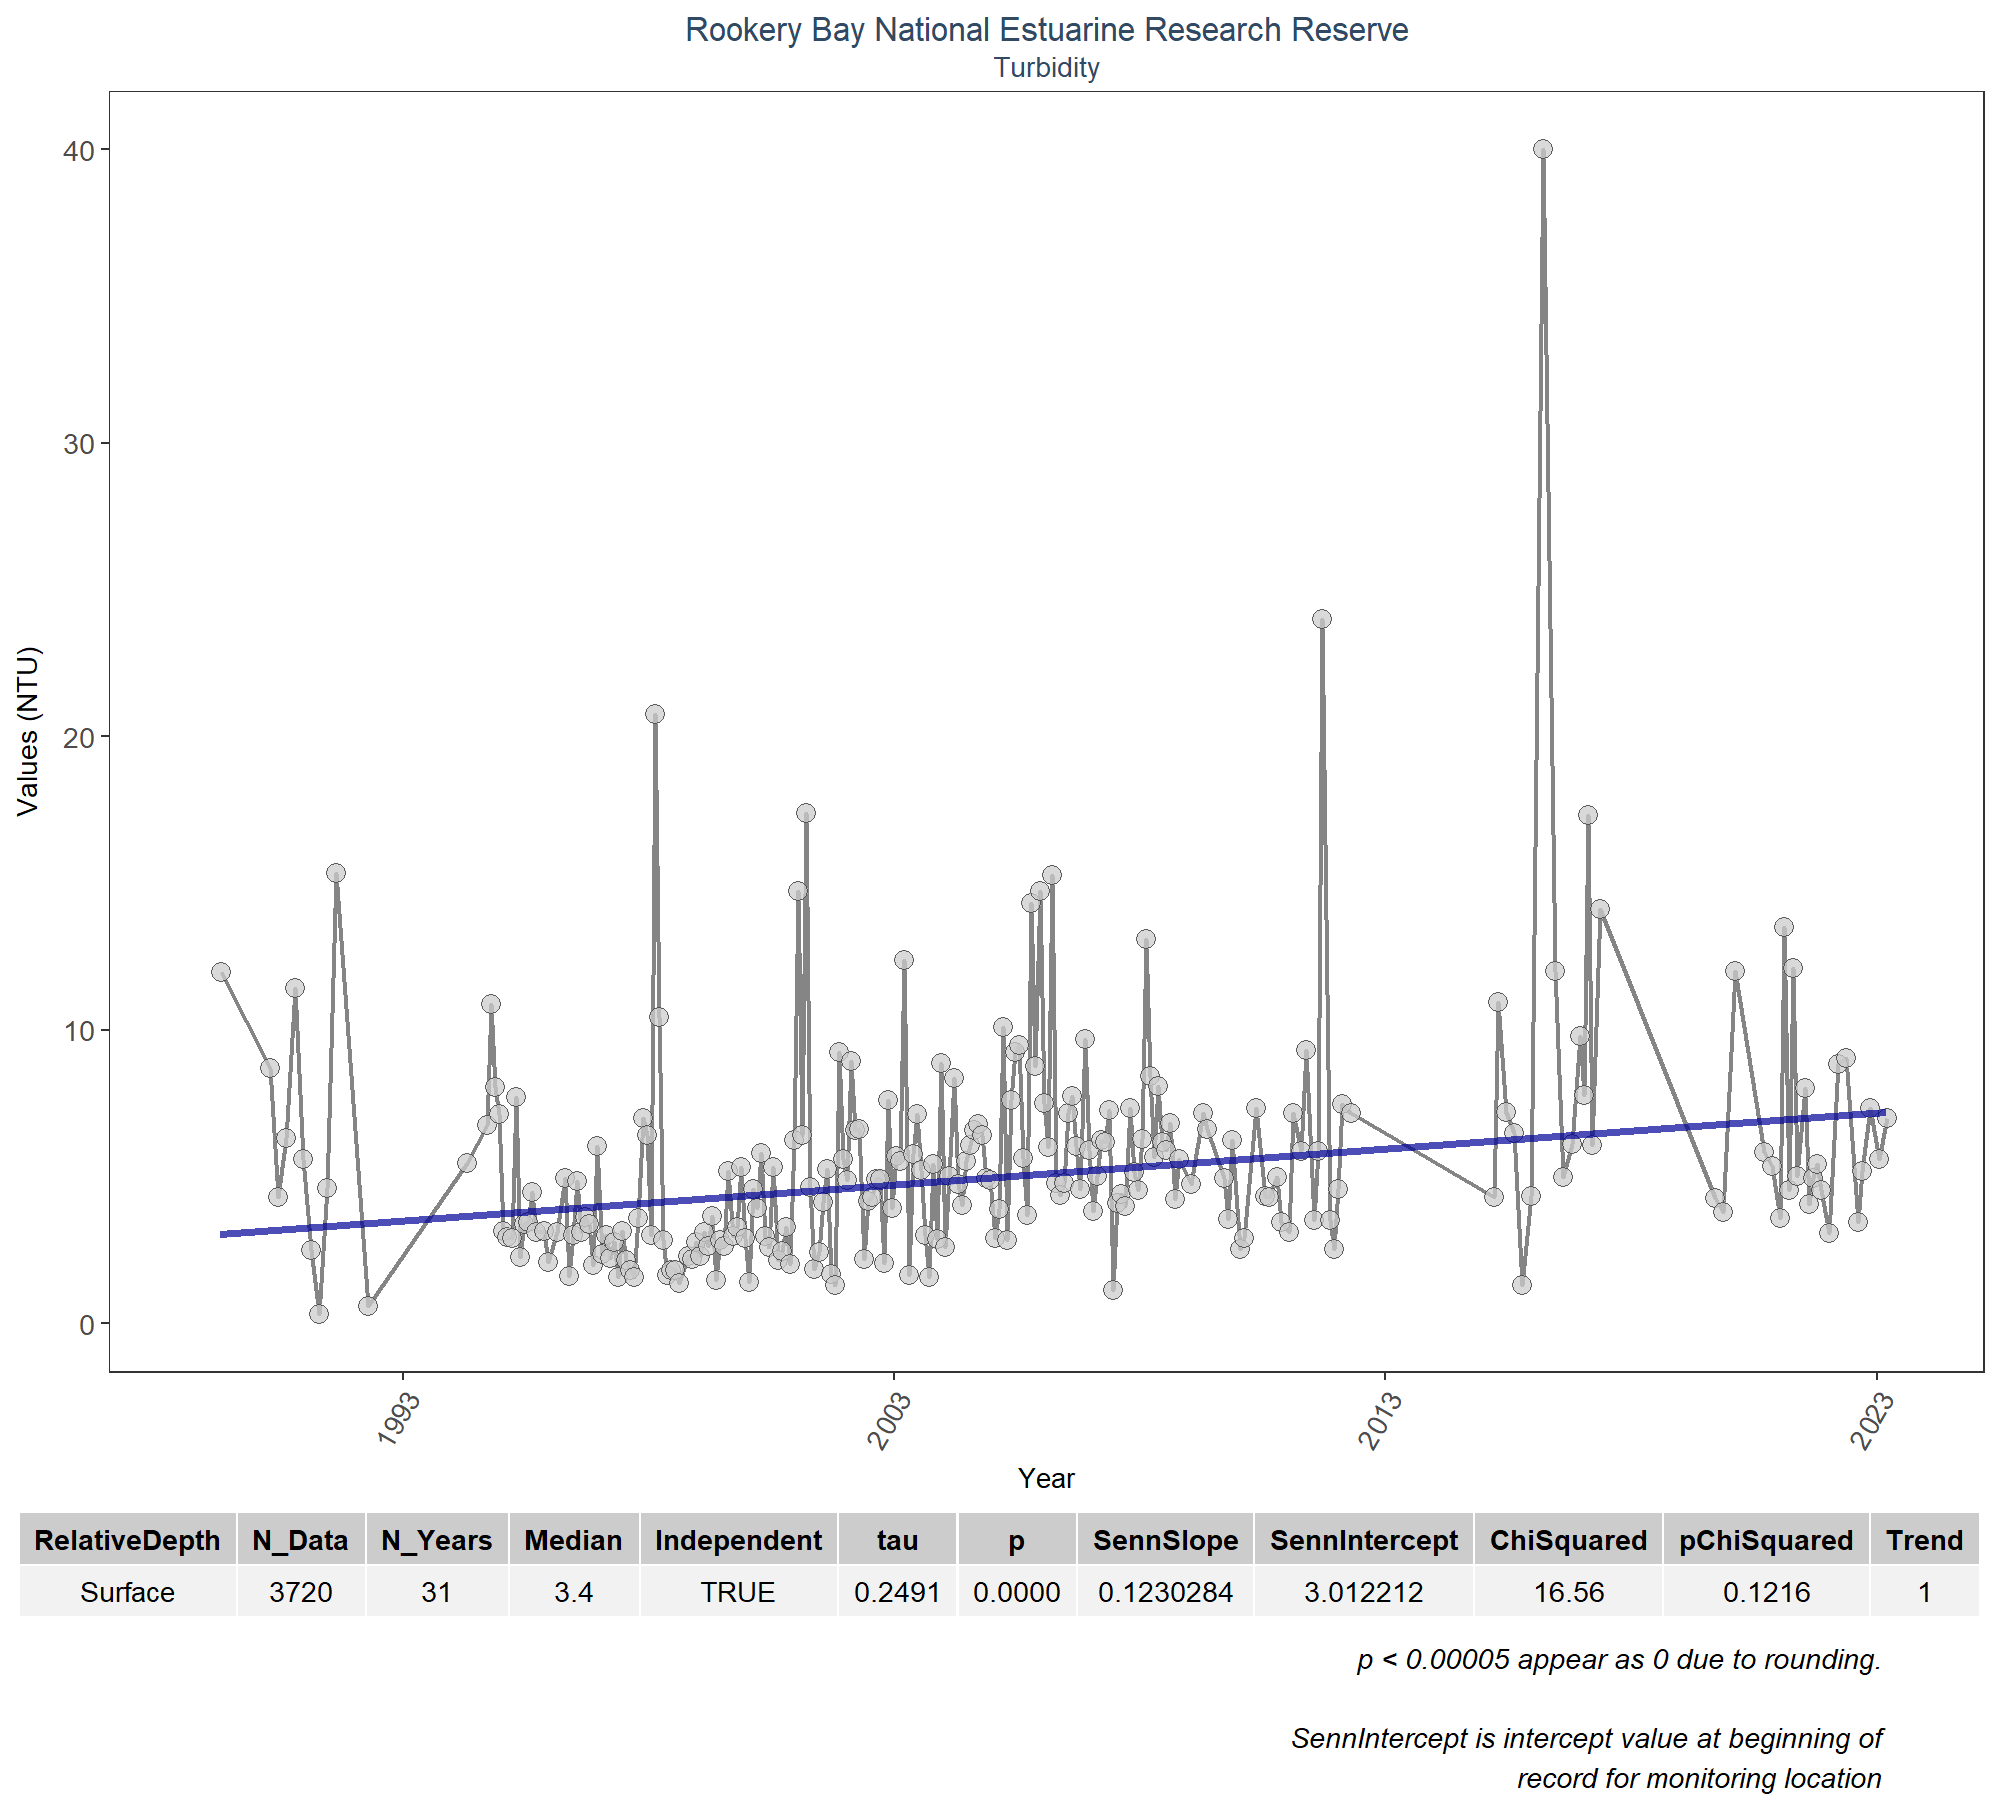 Rookery Bay National Estuarine Research Reserve
Turbidity
Values (NTU)
40
30
20
10
0
1993 2003 2013 2023
Year
RelativeDepth N_Data N_Years Median Independent tau p SennSlope SennIntercept ChiSquared pChiSquared Trend
Surface 3720 31 3.4 TRUE 0.2491 0.0000 0.1230284 3.012212 16.56 0.1216 1
p < 0.00005 appear as 0 due to rounding.
SennIntercept is intercept value at beginning of
record for monitoring location